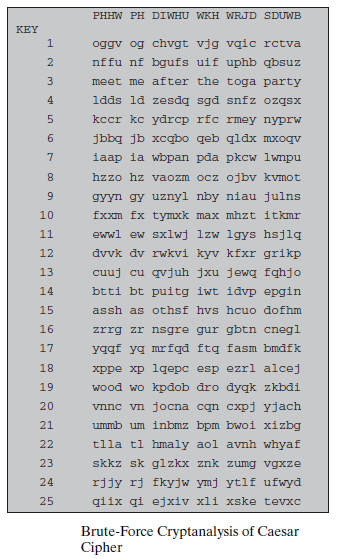 PHHW PH DIWHU WKH WRJD SDUWB
KEY
1 oggv og chvgt vjg vqic rctva
2 nffu nf bgufs uif uphb qbsuz
3 meet me after the toga party
4 ldds ld zesdq sgd snfz ozqsx
5 kccr kc ydrcp rfc rmey nyprw
6 jbbq jb xcqbo qeb qldx mxoqv
7 iaap ia wbpan pda pkcw lwnpu
8 hzzo hz vaozm ocz ojbv kvmot
9 gyyn gy uznyl nby niau julns
10 fxxm fx tymxk max mhzt itkmr
11 ewwl ew sxlwj lzw lgys hsjlq
12 dvvk dv rwkvi kyv kfxr grikp
13 cuuj cu qvjuh jxu jewq fqhjo
14 btti bt puitg iwt idvp epgin
15 assh as othsf hvs hcuo dofhm
16 zrrg zr nsgre gur gbtn cnegl
17 yqqf yq mrfqd ftq fasm bmdfk
18 xppe xp lqepc esp ezrl alcej
19 wood wo kpdob dro dyqk zkbdi
20 vnnc vn jocna cqn cxpj yjach
21 ummb um inbmz bpm bwoi xizbg
22 tlla tl hmaly aol avnh whyaf
23 skkz sk glzkx znk zumg vgxze
24 rjjy rj fkyjw ymj ytlf ufwyd
25 qiix qi ejxiv xli xske tevxc
Brute-Force Cryptanalysis of Caesar
Cipher